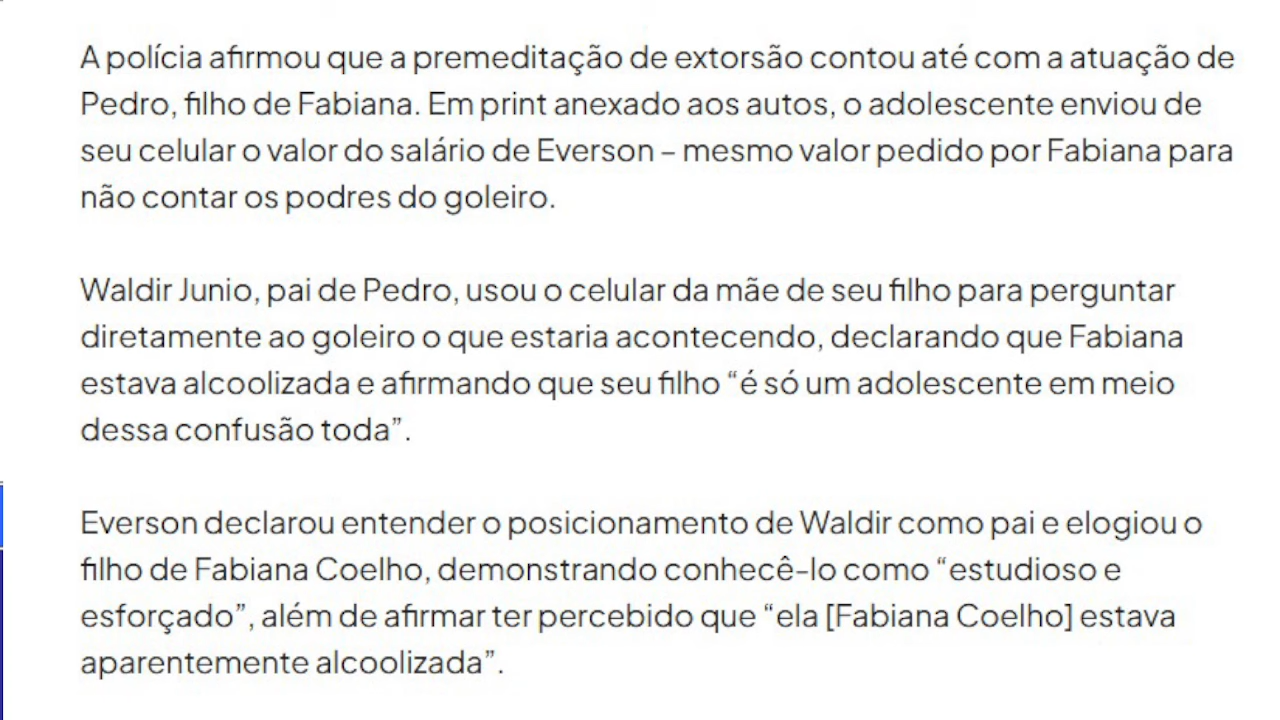 A polícia afirmou que a premeditação de extorsão contou até com a atuação de
Pedro, filho de Fabiana. Em print anexado aos autos, o adolescente enviou de
seu celular o valor do salário de Everson – mesmo valor pedido por Fabiana para
não contar os podres do goleiro.
Waldir Junio, pai de Pedro, usou o celular da mãe de seu filho para perguntar
diretamente ao goleiro o que estaria acontecendo, declarando que Fabiana
estava alcoolizada e afirmando que seu filho “é só um adolescente em meio
dessa confusão toda”.
Everson declarou entender o posicionamento de Waldir como pai e elogiou o
filho de Fabiana Coelho, demonstrando conhecê-lo como “estudioso e
esforçado”, além de afirmar ter percebido que “ela [Fabiana Coelho] estava
aparentemente alcoolizada”.